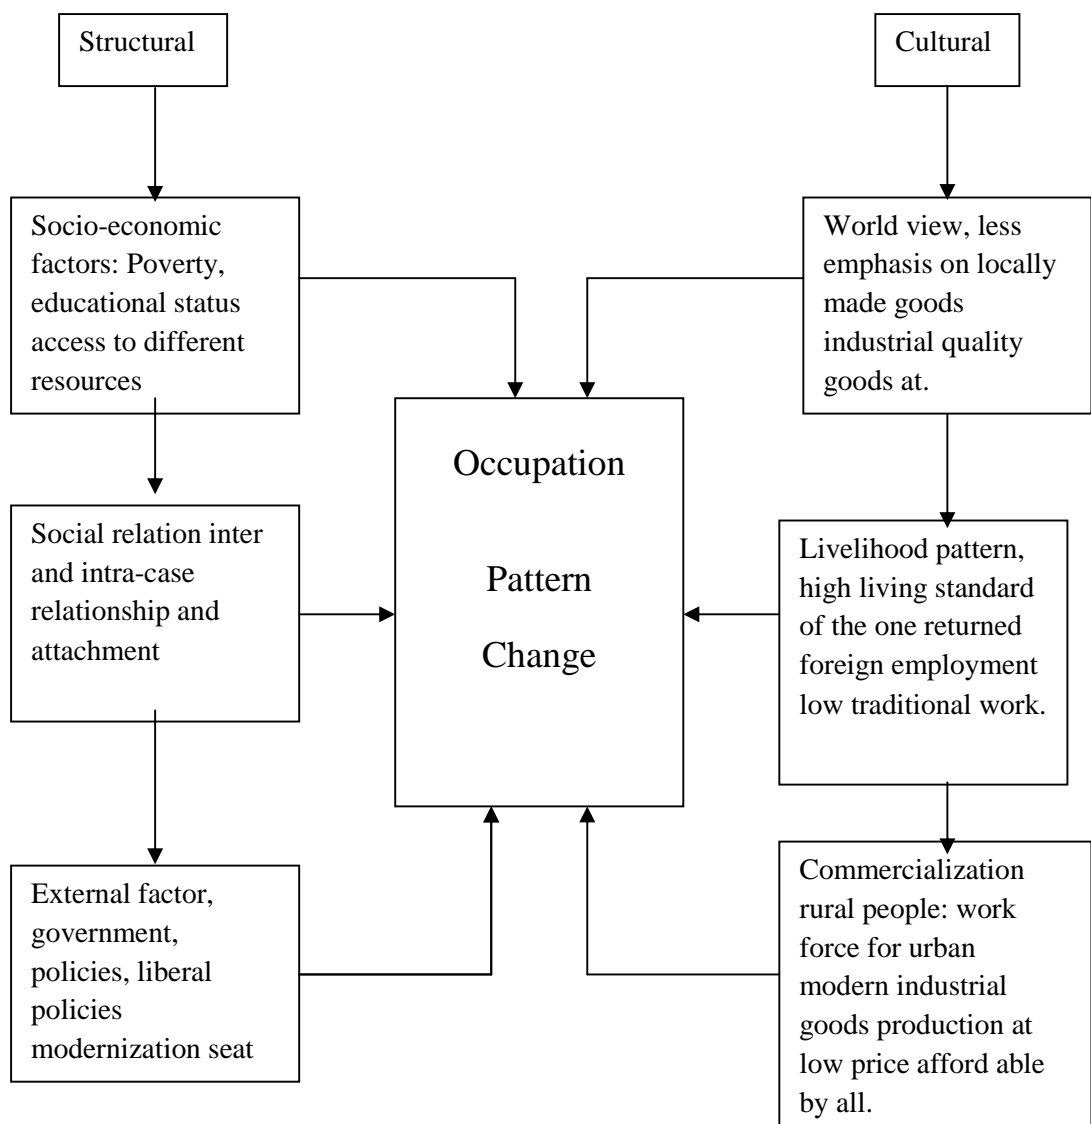 Structural
Cultural
Socio-economic
factors: Poverty,
educational status
access to different
resources
World view, less
emphasis on locally
made goods
industrial quality
goods at.
Occupation
Pattern
Change
Social relation inter
and intra-case
relationship and
attachment
Livelihood pattern,
high living standard
of the one returned
foreign employment
low traditional work.
External factor,
government,
policies, liberal
policies
modernization seat
Commercialization
rural people: work
force for urban
modern industrial
goods production at
low price afford able
by all.